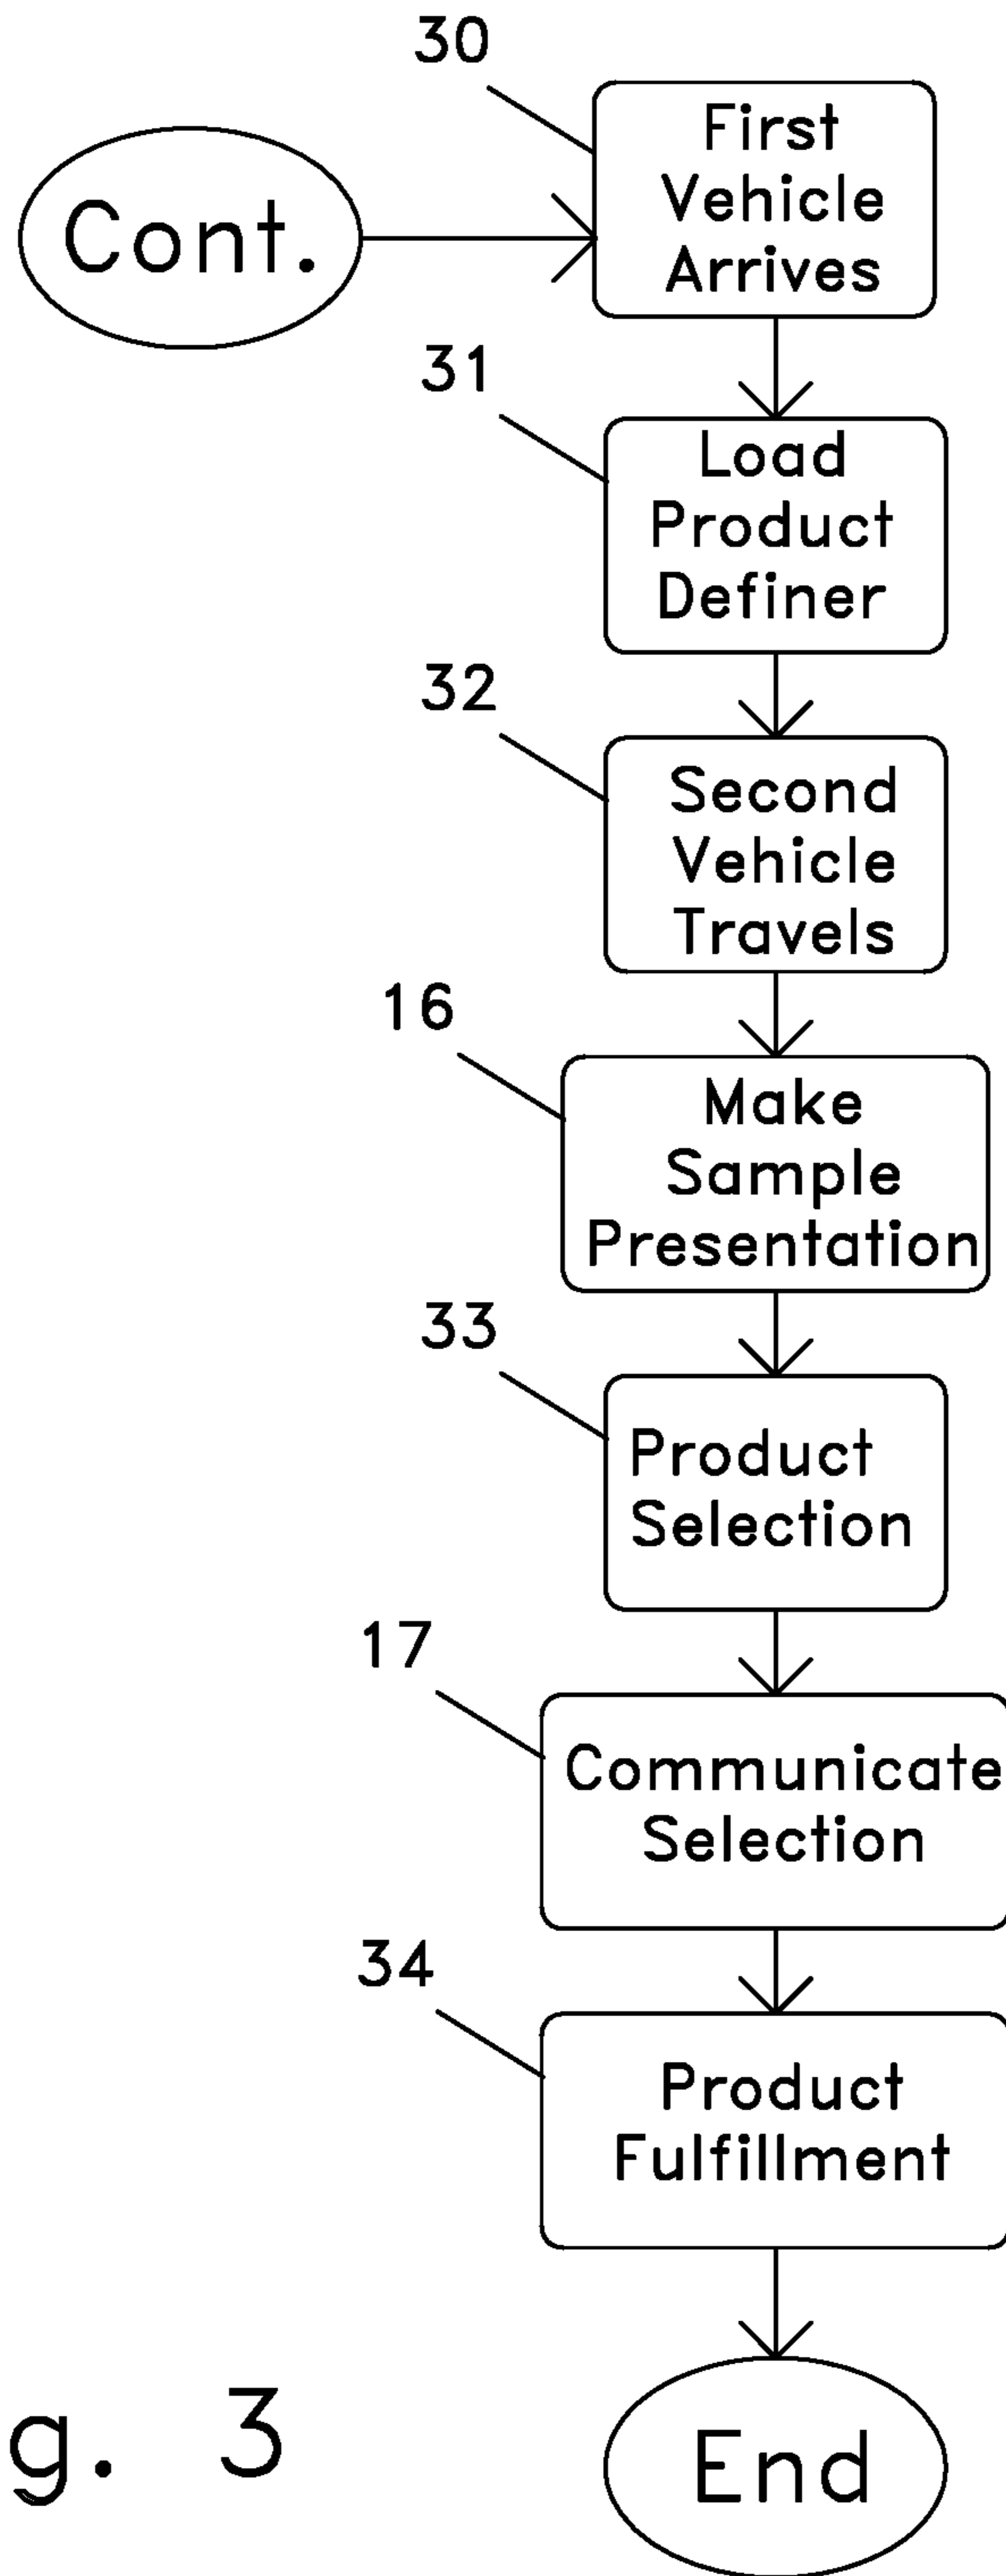 30
First
Vehicle
Arrives
Cont.
31
Load
Product
Definer
32
Second
Vehicle
Travels
16
Make
Sample
Presentation
33
Product
Selection
17
Communicate
Selection
34
Product
Fulfillment
g. 3
End